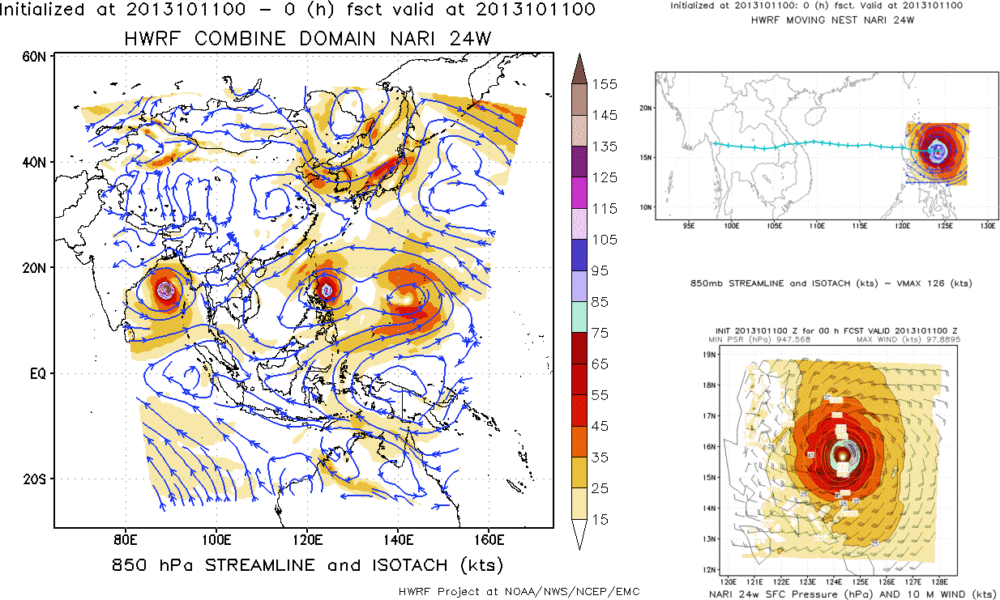 Initialized at 2013101100 - 0 (h) fsct valid at 2013101100
HWRF COMBINE DOMAIN NARI 24W
60N
40N
20N
EQ
20S
80E 100E 120E 140E 160E
850 hPa STREAMLINE and ISOTACH (kts)
155
145
135
125
115
105
95
85
75
65
55
45
35
25
15
HWRF Project at NOAA/NWS/NCEP/EMC
Initialized at 2013101100: 0 (h) fsct. Valid at 2013101100
HWRF MOVING NEST NARI 24W
20N
15N
10N
95E 100E 105E 110E 115E 120E 125E 130E
850mb STREAMLINE and ISOTACH (kts) - VMAX 126 (kts)
INIT 2013101100 Z for 00 h FCST VALID 2013101100 Z
MIN PSR (hPa) 947.568 MAX WIND (kts) 97.8895
19N
18N
17N
16N
15N
14N
13N
12N
120E 121E 122E 123E 124E 125E 126E 127E 128E
NARI 24w SFC Pressure (hPa) AND 10 M WIND (kts)